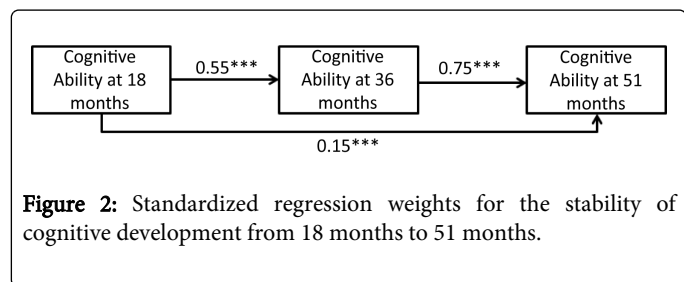 Cognitive
Ability at 18
months
0.55***
Cognitive
Ability at 36
months
0.75***
Cognitive
Ability at 51
months
0.15***
Figure 2: Standardized regression weights for the stability of
cognitive development from 18 months to 51 months.